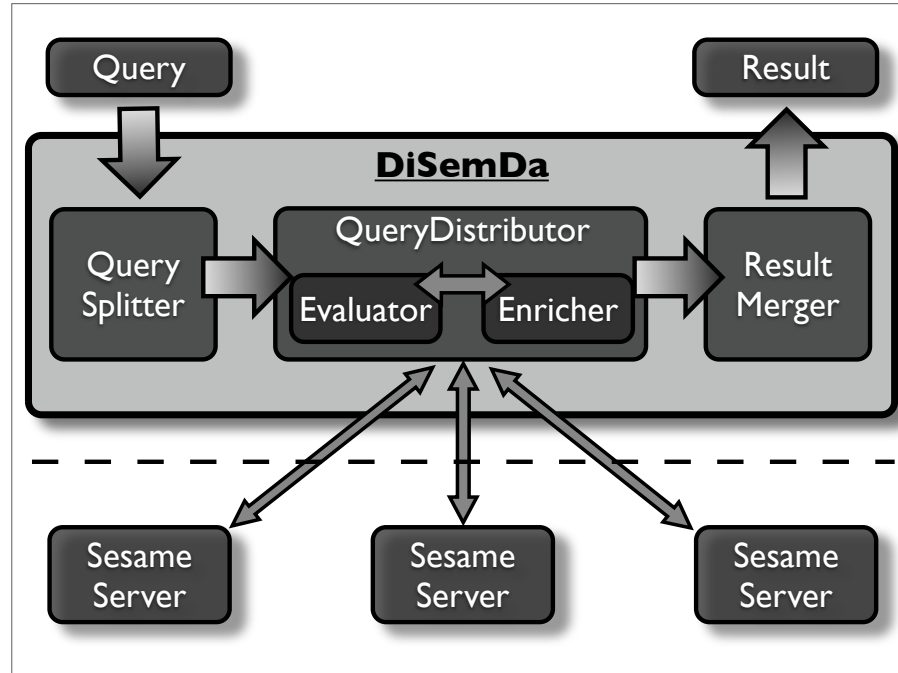 Query
Result
DiSemDa
QueryDistributor
Query
Splitter
Evaluator
Enricher
Result
Merger
Sesame
Server
Sesame
Server
Sesame
Server